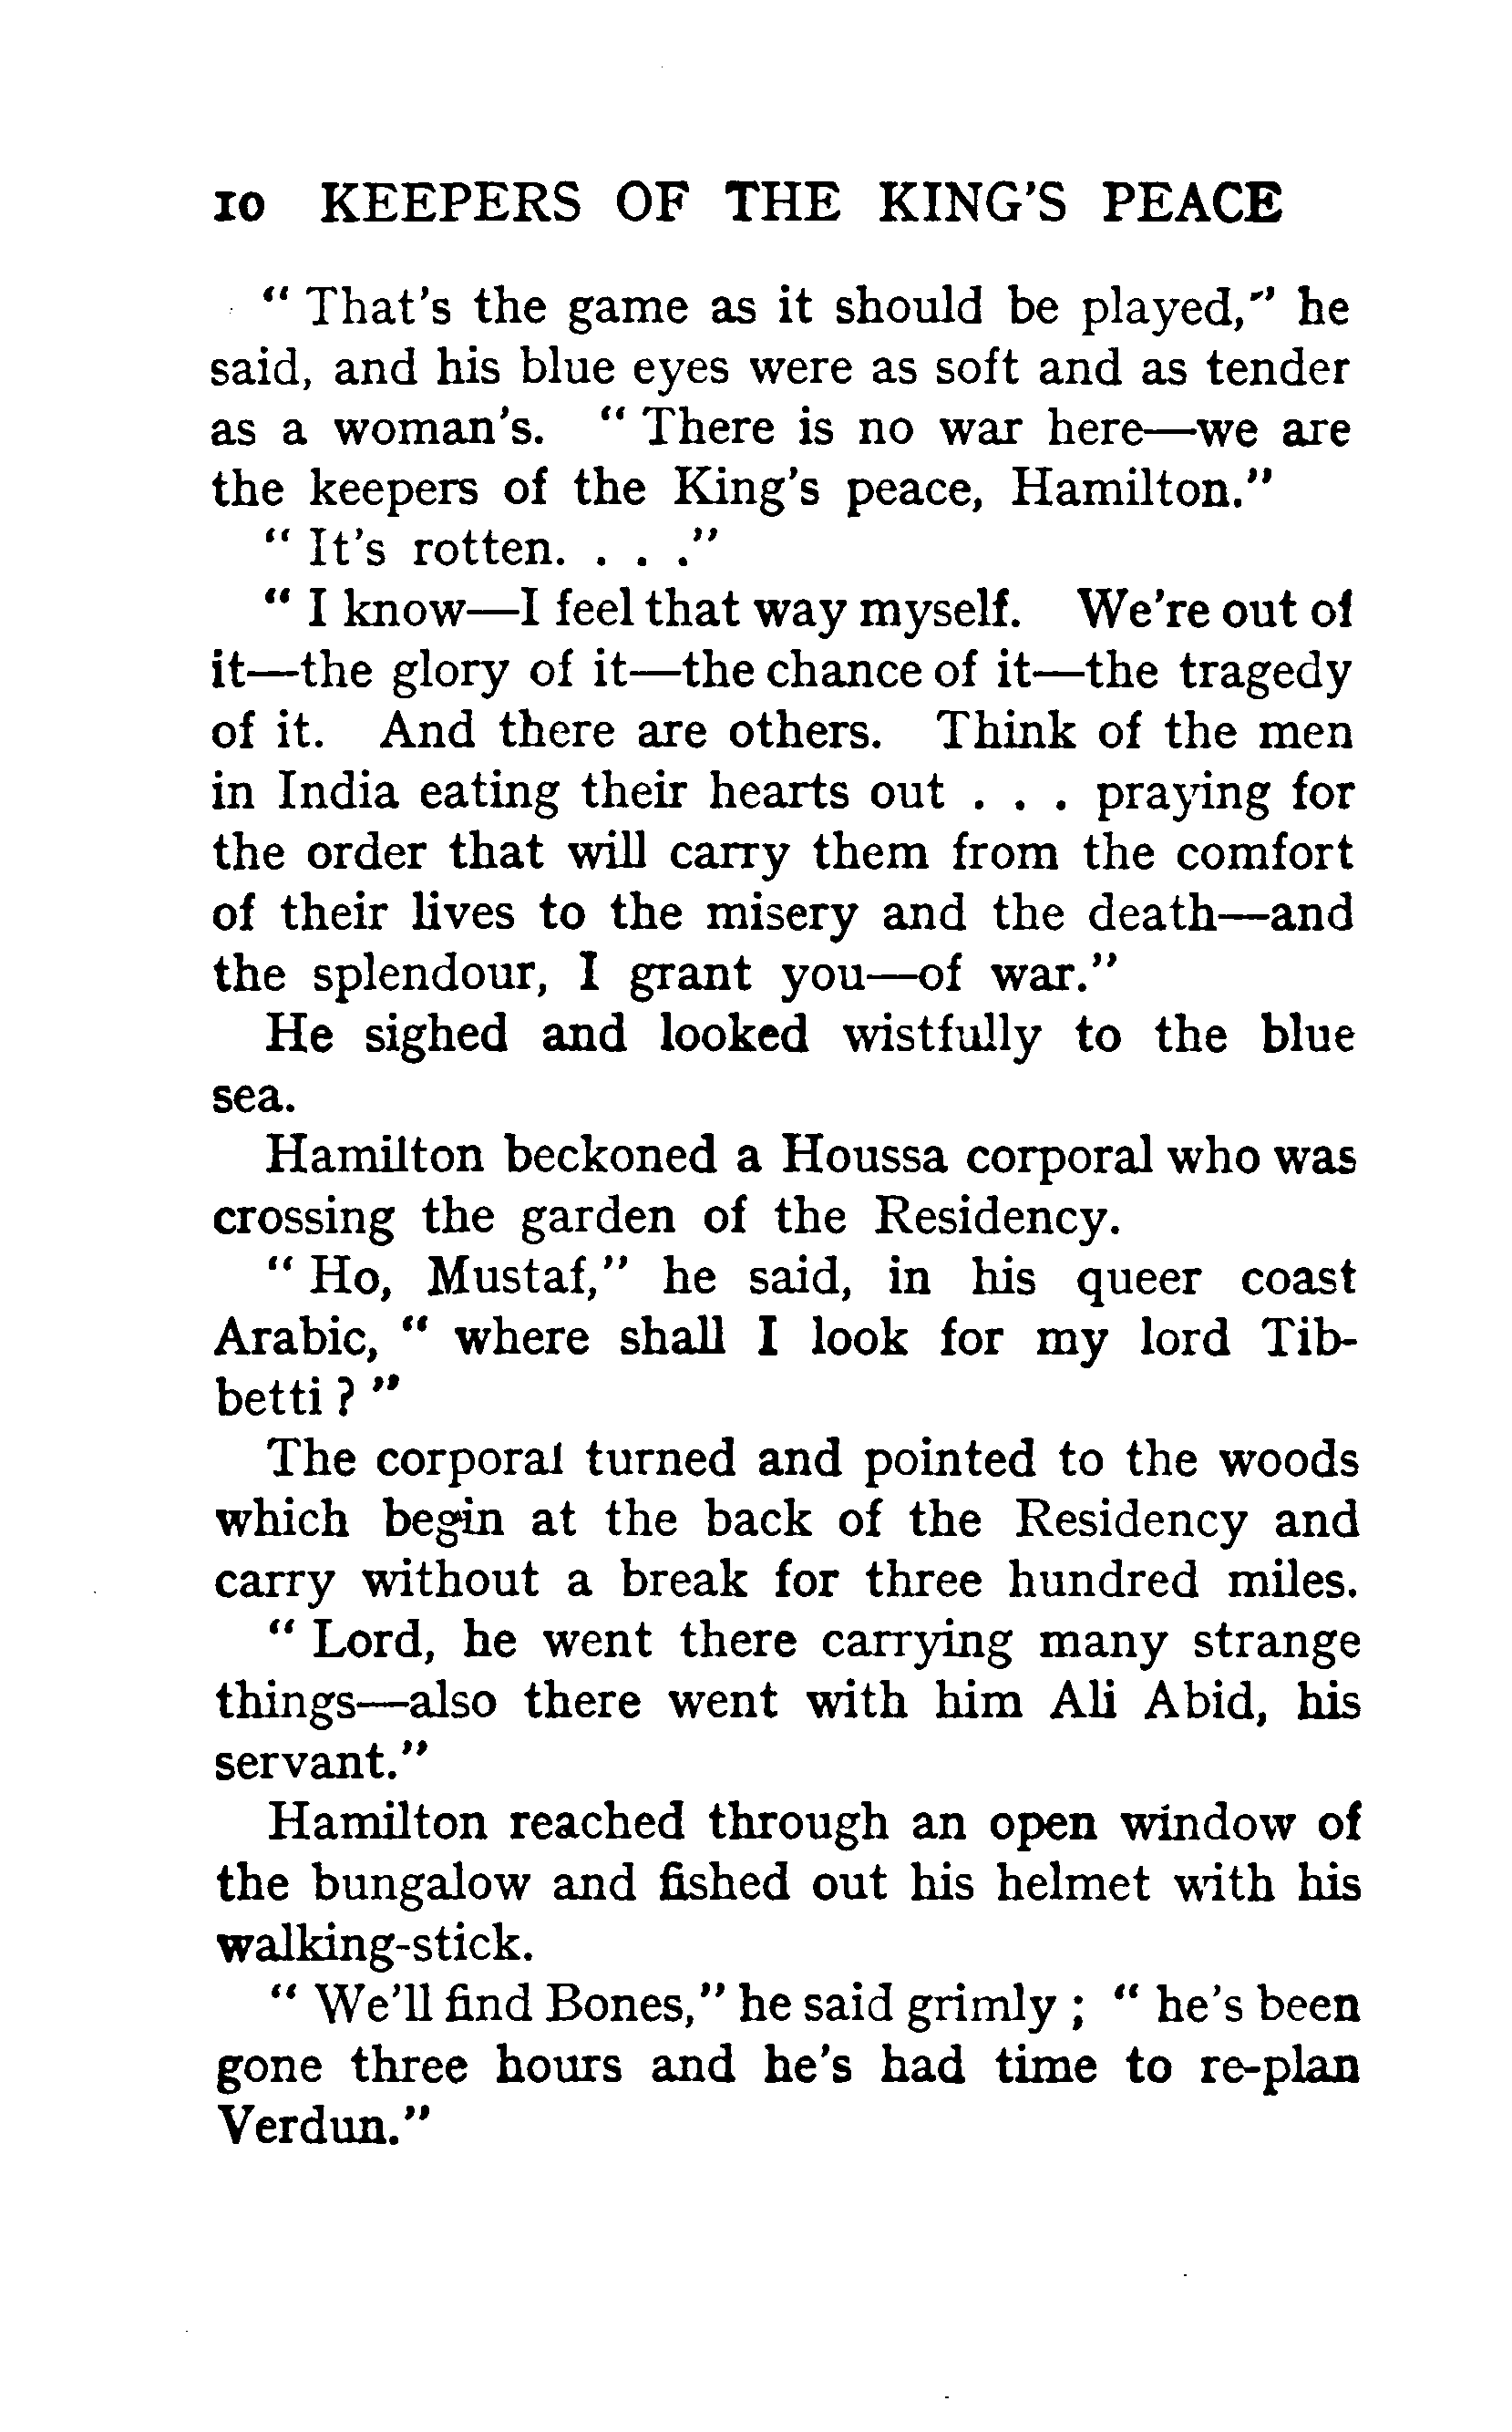 10 KEEPERS OF THE KING'S PEACE
" That's the game as it should be played," he
said, and his blue eyes were as soft and as tender
as a woman's. " There is no war here—we are
the keepers of the King's peace, Hamilton."
" It's rotten. . . ."
" I know—I feel that way myself. We're out of
it—the glory of it—the chance of it—the tragedy
of it. And there are others. Think of the men
in India eating their hearts out . . . praying for
the order that will carry them from the comfort
of their lives to the misery and the death—and
the splendour, I grant you—of war."
He sighed and looked wistfully to the blue
sea.
Hamilton beckoned a Houssa corporal who was
crossing the garden of the Residency.
" Ho, Mustaf," he said, in his queer coast
Arabic, " where shall I look for my lord Tib-
betti ? "
The corporal turned and pointed to the woods
which begin at the back of the Residency and
carry without a break for three hundred miles.
" Lord, he went there carrying many strange
things—also there went with him Ali Abid, his
servant."
Hamilton reached through an open window of
the bungalow and fished out his helmet with his
walking-stick.
" We'll find Bones," he said grimly ; " he's been
gone three hours and he's had time to re-plan
Verdun."